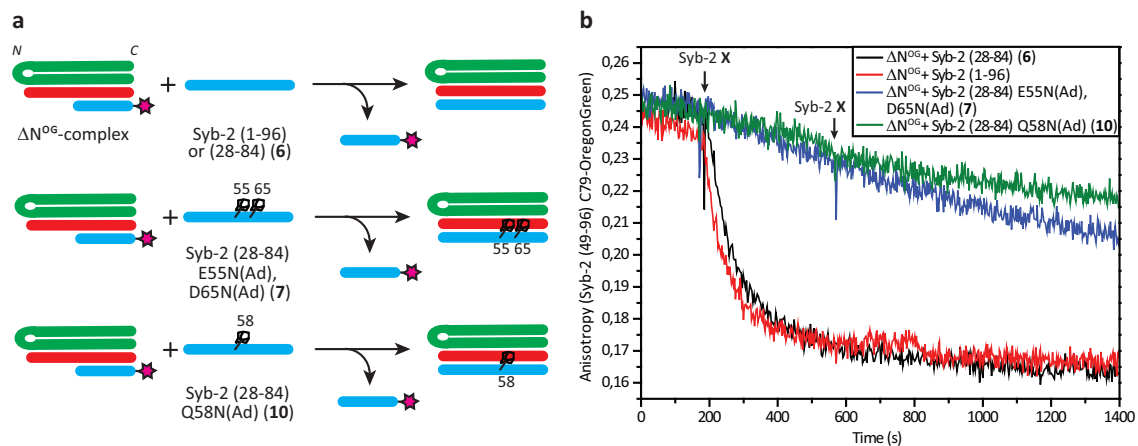 a
N
C
ΔN^OG-complex
+
Syb-2 (1-96)
or (28-84) (6)
55 65
+
Syb-2 (28-84)
E55N(Ad),
D65N(Ad) (7)
55 65
58
+
Syb-2 (28-84)
Q58N(Ad) (10)
58
b
Anisotropy (Syb-2 (49-96) C79-OregonGreen)
0,26
0,25
0,245
0,23
0,22
0,21
0,20
0,19
0,18
0,17
0,16
Syb-2 X
Syb-2 X
ΔN^OG+ Syb-2 (28-84) (6)
ΔN^OG+ Syb-2 (1-96)
ΔN^OG+ Syb-2 (28-84) E55N(Ad),
D65N(Ad) (7)
ΔN^OG+ Syb-2 (28-84) Q58N(Ad) (10)
0 200 400 600 800 1000 1200 1400
Time (s)